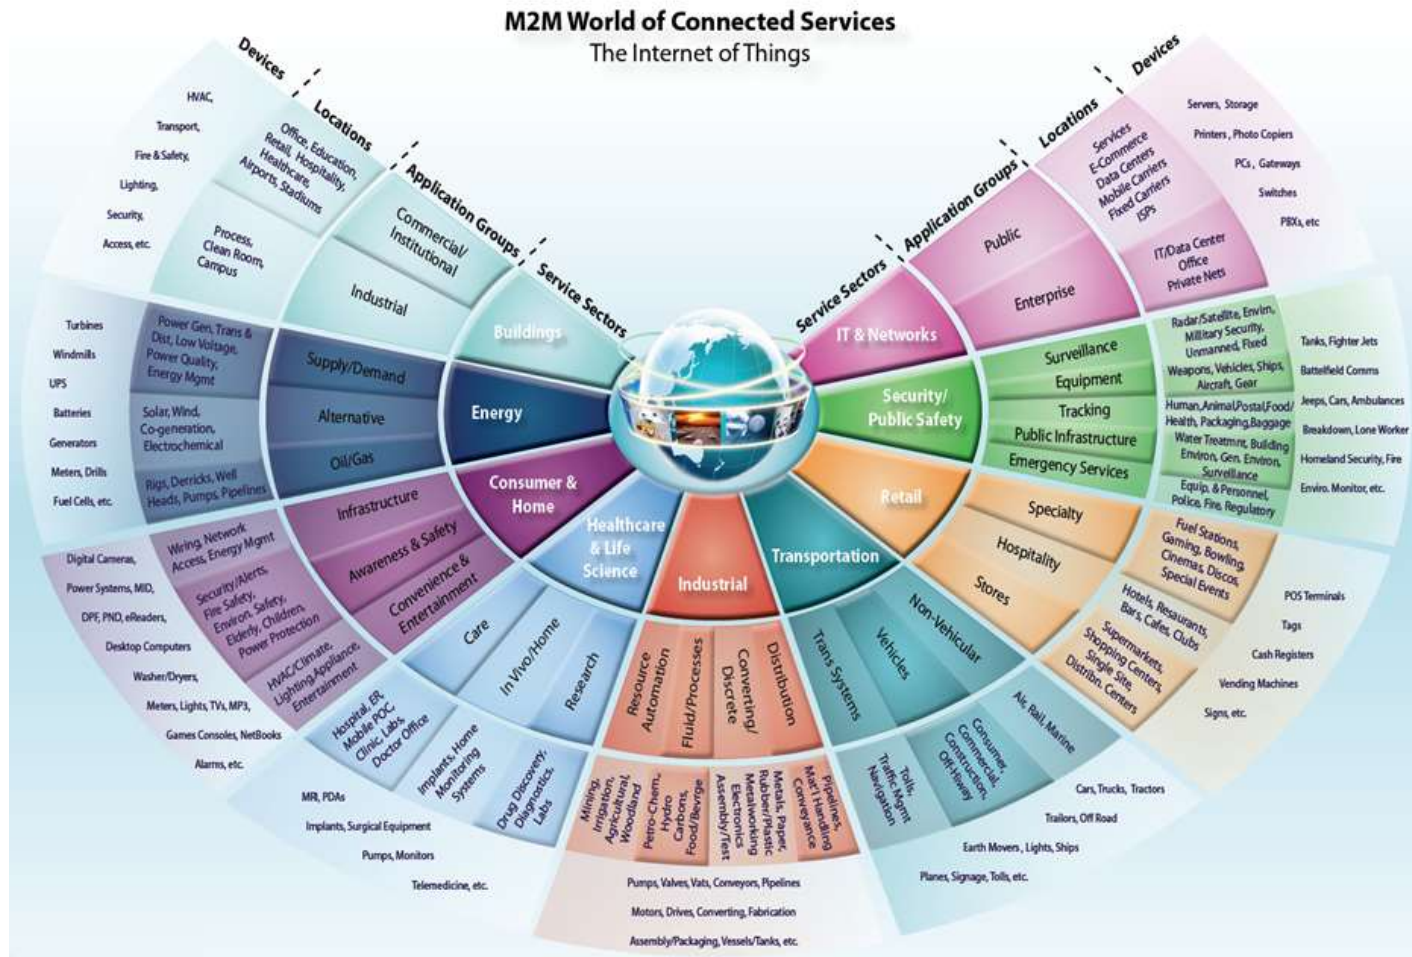 M2M World of Connected Services
The Internet of Things
Devices
Locations
Application Groups
Service Sectors
Service Sectors
Application Groups
Locations
Devices
Buildings
Commercial/
Institutional
Industrial
Office, Education,
Retail, Hospitality,
Healthcare,
Airports, Stadiums
Process,
Clean Room,
Campus
HVAC,
Transport,
Fire & Safety,
Lighting,
Security,
Access, etc.
Energy
Supply/Demand
Alternative
Oil/Gas
Power Gen, Trans &
Dist, Low Voltage,
Power Quality,
Energy Mgmt
Solar, Wind,
Co-generation,
Electrochemical
Rigs, Derricks, Well
Heads, Pumps, Pipelines
Turbines
Windmills
UPS
Batteries
Generators
Meters, Drills
Fuel Cells, etc.
Consumer &
Home
Infrastructure
Awareness & Safety
Convenience &
Entertainment
Wiring, Network
Access, Energy Mgmt
Security/Alerts,
Fire Safety,
Environ. Safety,
Elderly, Children,
Power Protection
HVAC/Climate,
Lighting,Appliance,
Entertainment
Digital Cameras,
Power Systems, MID,
DPF, PND, eReaders,
Desktop Computers
Washer/Dryers,
Meters, Lights, TVs, MP3,
Games Consoles, NetBooks
Alarms, etc.
Healthcare
& Life
Science
Care
In Vivo/Home
Research
Hospital, ER,
Mobile POC,
Clinic, Labs,
Doctor Office
Implants, Home
Monitoring
Systems
Drug Discovery,
Diagnostics,
Labs
MRI, PDAs
Implants, Surgical Equipment
Pumps, Monitors
Telemedicine, etc.
Industrial
Resource
Automation
Fluid/Processes
Converting/
Discrete
Distribution
Mining,
Irrigation,
Agricultural,
Woodland
Petro-Chem.,
Hydro
Carbons,
Food/Bevrge
Metals, Paper,
Rubber/Plastic
Metalworking
Electronics
Assembly/Test
Pipelines,
Mat'l Handling
Conveyance
Pumps, Valves, Vats, Conveyors, Pipelines
Motors, Drives, Converting, Fabrication
Assembly/Packaging, Vessels/Tanks, etc.
Transportation
Non-Vehicular
Vehicles
Trans Systems
Air, Rail, Marine
Consumer,
Commercial,
Construction,
Off-Hiway
Tolls,
Traffic Mgmt
Navigation
Cars, Trucks, Tractors
Trailors, Off Road
Earth Movers, Lights, Ships
Planes, Signage, Tolls, etc.
Retail
Specialty
Hospitality
Stores
Fuel Stations,
Gaming, Bowling,
Cinemas, Discos,
Special Events
Hotels, Resaurants,
Bars, Cafes, Clubs
Supermarkets,
Shopping Centers,
Single Site,
Distribn. Centers
POS Terminals
Tags
Cash Registers
Vending Machines
Signs, etc.
Security/
Public Safety
Surveillance
Equipment
Tracking
Public Infrastructure
Emergency Services
Radar/Satellite, Envirn,
Millitary Security,
Unmanned, Fixed
Weapons, Vehicles, Ships,
Aircraft, Gear
Human,Animal,Postal,Food/
Health, Packaging,Baggage
Water Treatmnt, Building
Environ, Gen. Environ,
Surveillance
Equip. & Personnel,
Police, Fire, Regulatory
Tanks, Fighter Jets
Battelfield Comms
Jeeps, Cars, Ambulances
Breakdown, Lone Worker
Homeland Security, Fire
Enviro. Monitor, etc.
IT & Networks
Public
Enterprise
Services
E-Commerce
Data Centers
Mobile Carriers
Fixed Carriers
ISPs
IT/Data Center
Office
Private Nets
Servers, Storage
Printers, Photo Copiers
PCs, Gateways
Switches
PBXs, etc